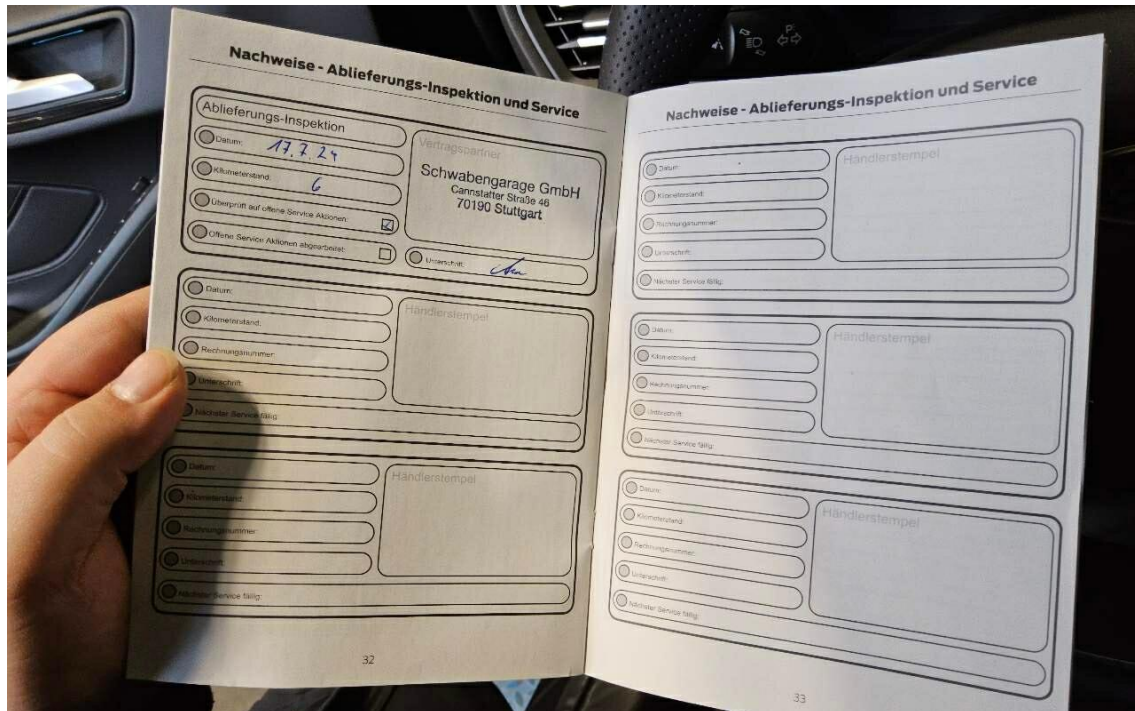 Nachweise - Ablieferungs-Inspektion und Service
Ablieferungs-Inspektion
Datum: 17.7.24
Kilometerstand: 6
Überprüft auf offene Service Aktionen:
Offene Service Aktionen abgearbeitet:
Vertragspartner
Schwabengarage GmbH
Cannstatter Straße 46
70190 Stuttgart
Unterschrift:
Datum:
Kilometerstand:
Rechnungsnummer:
Unterschrift:
Nächster Service fällig:
Händlerstempel
Datum:
Kilometerstand:
Rechnungsnummer:
Unterschrift:
Nächster Service fällig:
Händlerstempel
32
Nachweise - Ablieferungs-Inspektion und Service
Datum:
Kilometerstand:
Rechnungsnummer:
Unterschrift:
Nächster Service fällig:
Händlerstempel
Datum:
Kilometerstand:
Rechnungsnummer:
Unterschrift:
Nächster Service fällig:
Händlerstempel
Datum:
Kilometerstand:
Rechnungsnummer:
Unterschrift:
Nächster Service fällig:
Händlerstempel
33